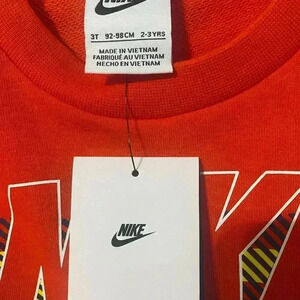 NIKE
3T 92-98CM 2-3YRS
MADE IN VIETNAM
FABRIQUÉ AU VIETNAM
HECHO EN VIETNAM
NIKE